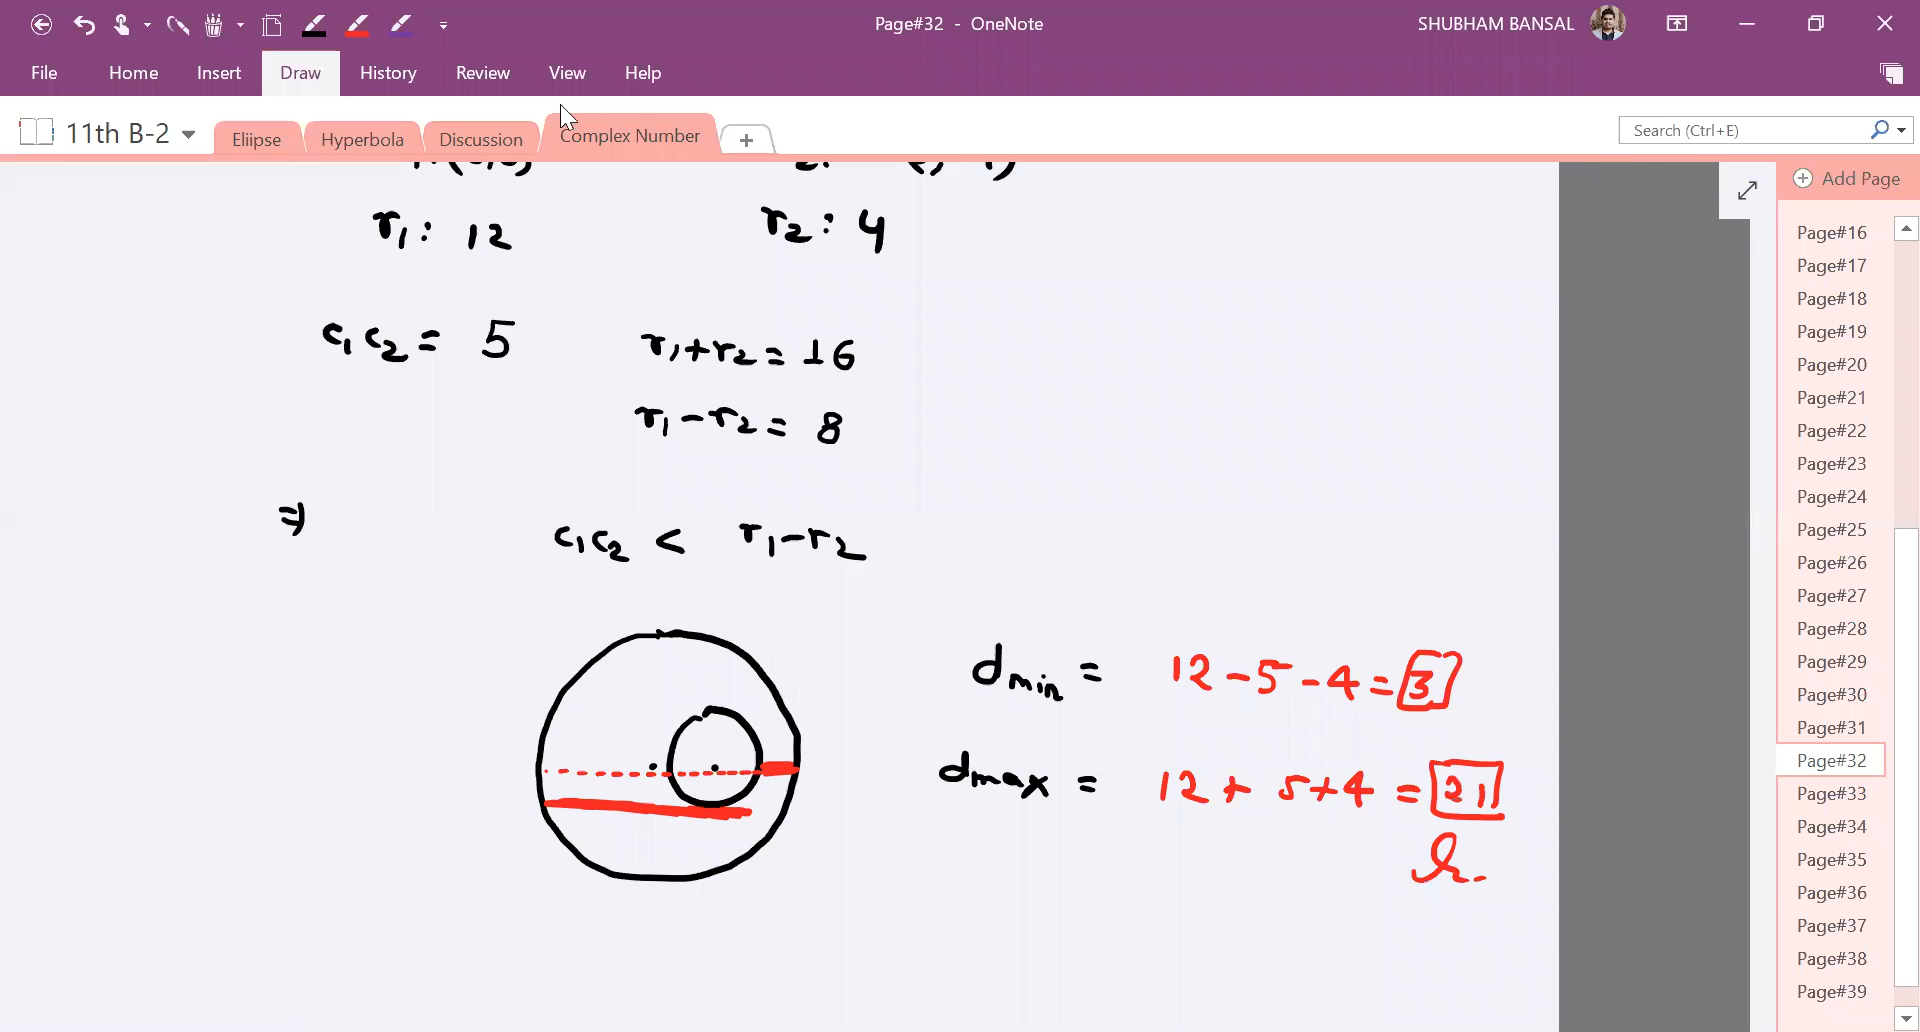 Page#32 - OneNote
SHUBHAM BANSAL
File Home Insert Draw History Review View Help
11th B-2
Eliipse
Hyperbola
Discussion
Complex Number
Search (Ctrl+E)
Add Page
r₁: 12
r₂: 4
c₁c₂ = 5
r₁+r₂ = 16
r₁-r₂ = 8
⇒ c₁c₂ < r₁-r₂
dmin = 12-5-4=3
dmax = 12+5+4 = 21
Page#16
Page#17
Page#18
Page#19
Page#20
Page#21
Page#22
Page#23
Page#24
Page#25
Page#26
Page#27
Page#28
Page#29
Page#30
Page#31
Page#32
Page#33
Page#34
Page#35
Page#36
Page#37
Page#38
Page#39